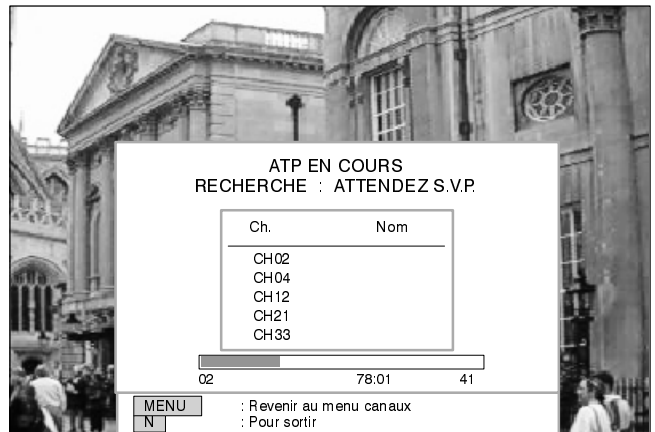 ATP EN COURS
RECHERCHE : ATTENDEZ S.V.P.
Ch. Nom
CH02
CH04
CH12
CH21
CH33
02 78:01 41
MENU : Revenir au menu canaux
N : Pour sortir